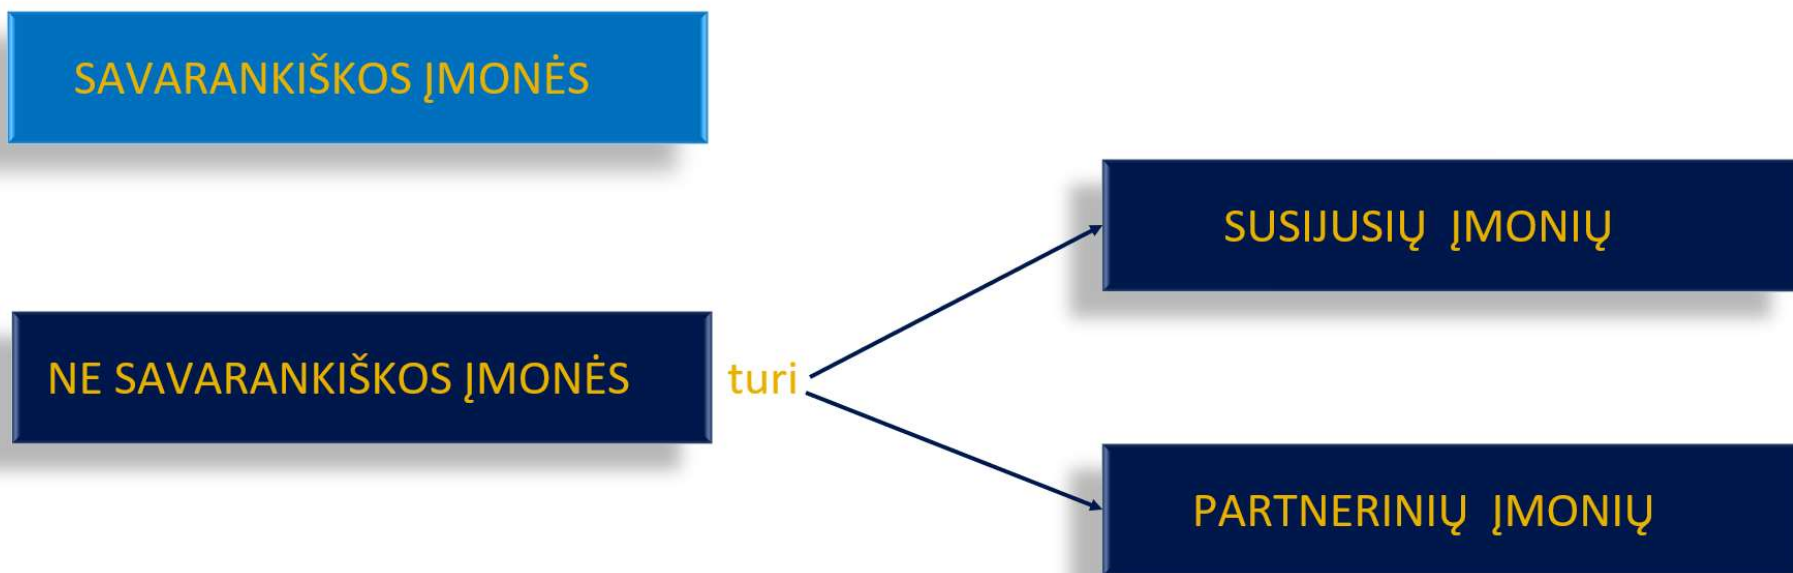 SAVARANKIŠKOS ĮMONĖS
SUSIJUSIŲ ĮMONIŲ
NE SAVARANKIŠKOS ĮMONĖS
turi
PARTNERINIŲ ĮMONIŲ